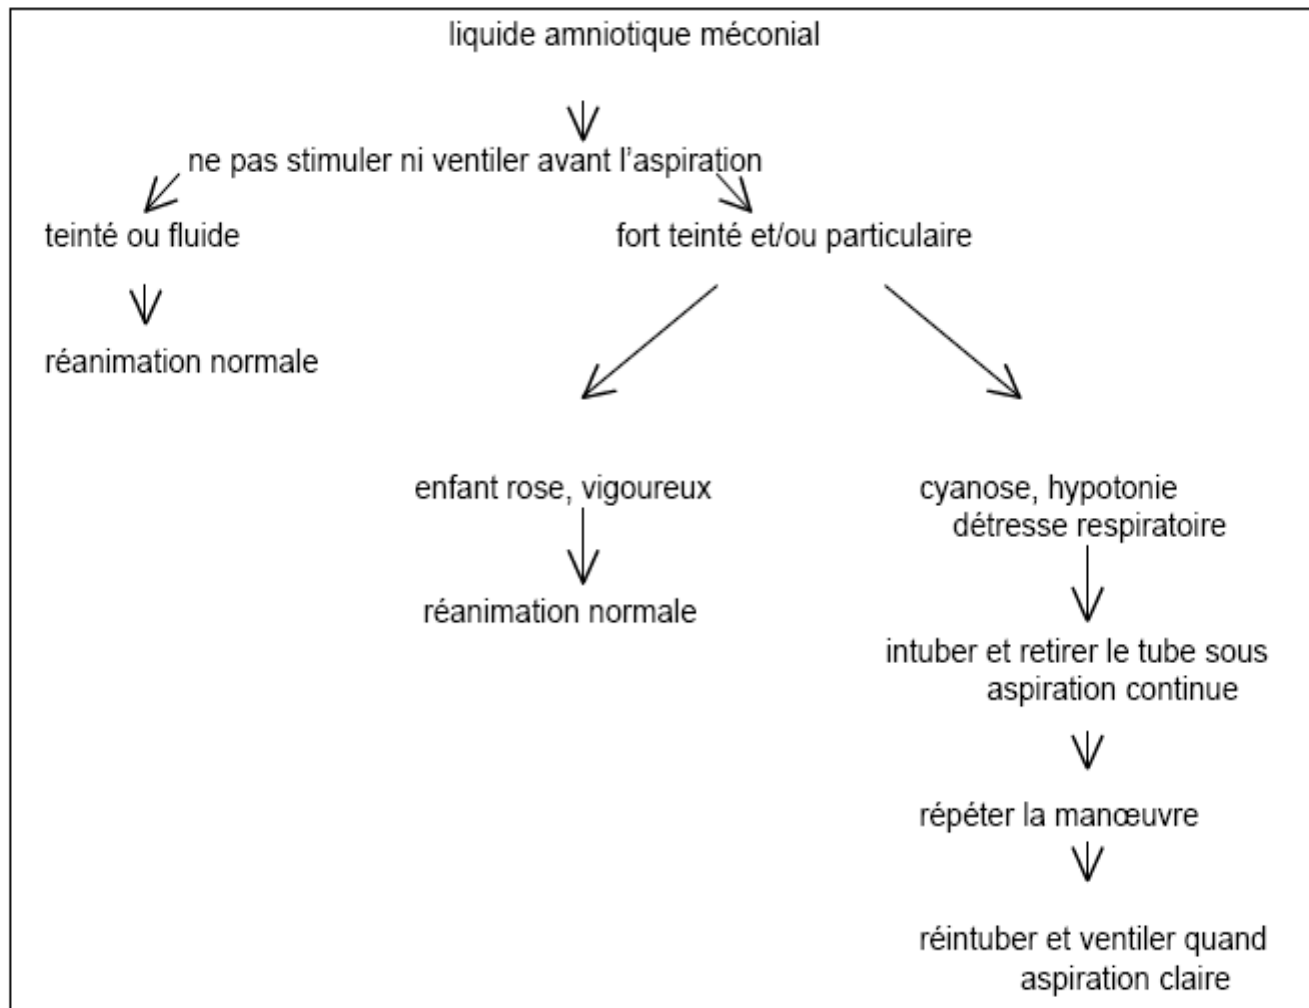 liquide amniotique méconial
ne pas stimuler ni ventiler avant l'aspiration
teinté ou fluide
fort teinté et/ou particulaire
réanimation normale
enfant rose, vigoureux
réanimation normale
cyanose, hypotonie
détresse respiratoire
intuber et retirer le tube sous
aspiration continue
répéter la manœuvre
réintuber et ventiler quand
aspiration claire